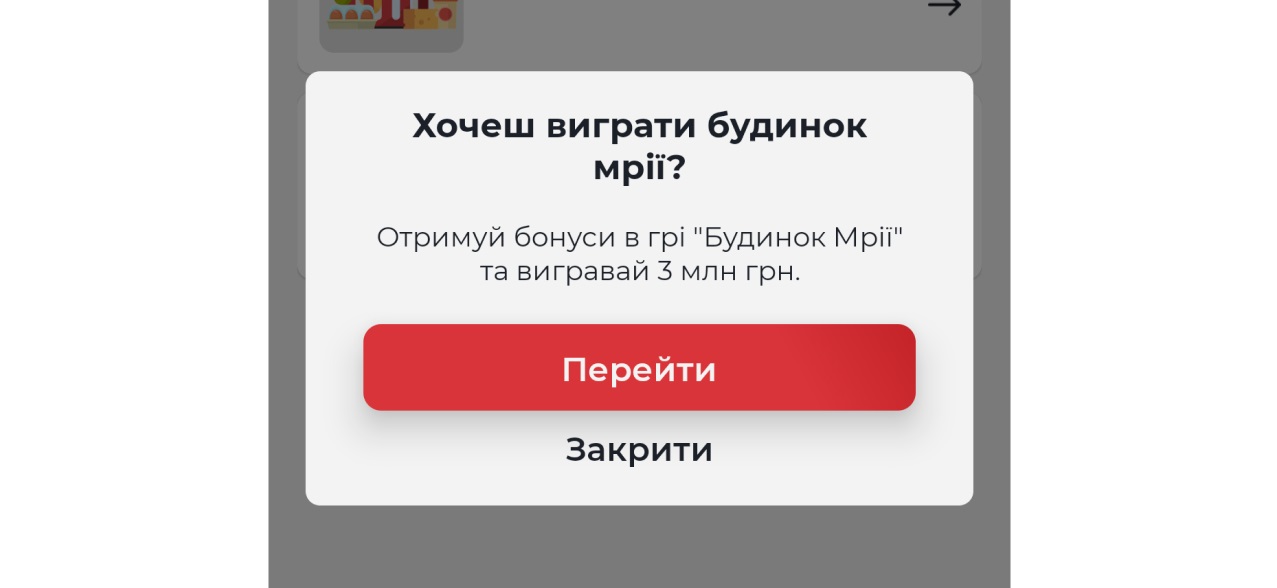 Хочеш виграти будинок
мрії?
Отримуй бонуси в грі "Будинок Мрії"
та вигравай 3 млн грн.
Перейти
Закрити